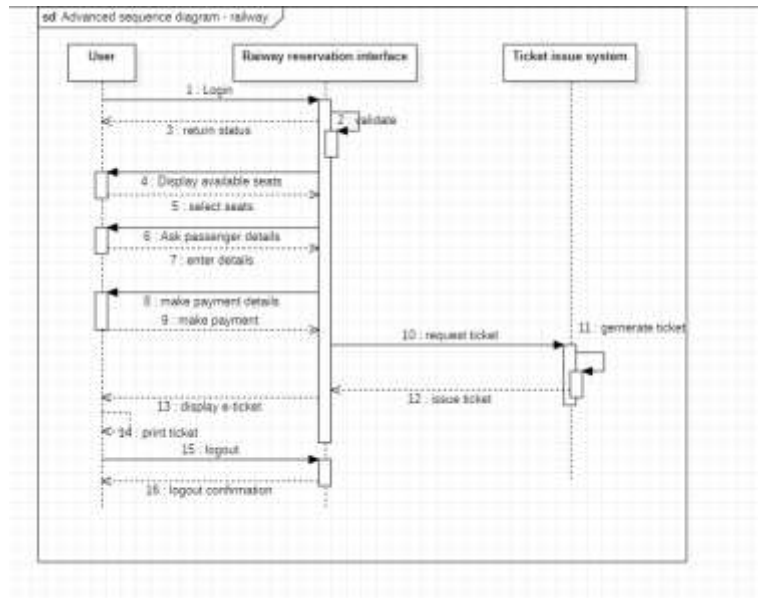 sd Advanced sequence diagram - railway
User
Raiway reservation interface
Ticket issue system
1 : Login
2 : validate
3 : return status
4 : Display available seats
5 : select seats
6 : Ask passenger details
7 : enter details
8 : make payment details
9 : make payment
10 : request ticket
11 : gernerate ticket
12 : issue ticket
13 : display e-ticket
14 : print ticket
15 : logout
16 : logout confirmation